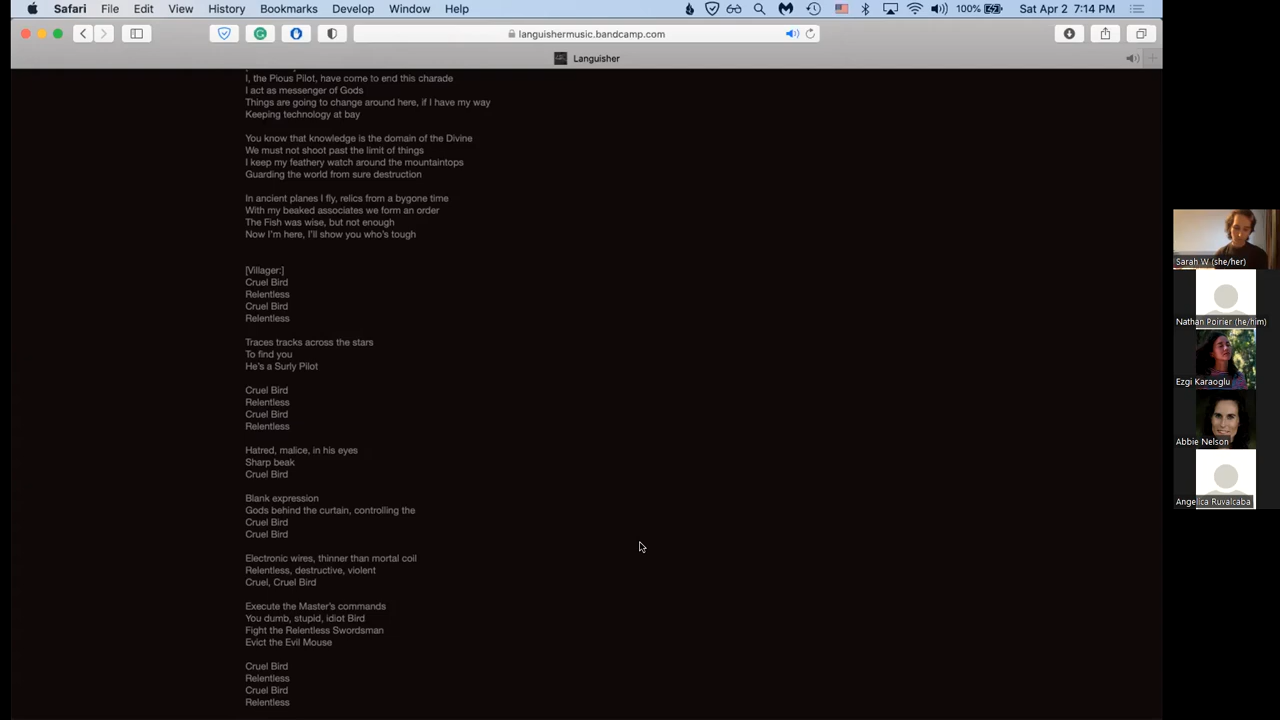 Safari File Edit View History Bookmarks Develop Window Help 100% Sat Apr 2 7:14 PM
languishermusic.bandcamp.com
Languisher
I, the Pious Pilot, have come to end this charade
I act as messenger of Gods
Things are going to change around here, if I have my way
Keeping technology at bay
You know that knowledge is the domain of the Divine
We must not shoot past the limit of things
I keep my feathery watch around the mountaintops
Guarding the world from sure destruction
In ancient planes I fly, relics from a bygone time
With my beaked associates we form an order
The Fish was wise, but not enough
Now I'm here, I'll show you who's tough
[Villager:]
Cruel Bird
Relentless
Cruel Bird
Relentless
Traces tracks across the stars
To find you
He's a Surly Pilot
Cruel Bird
Relentless
Cruel Bird
Relentless
Hatred, malice, in his eyes
Sharp beak
Cruel Bird
Blank expression
Gods behind the curtain, controlling the
Cruel Bird
Cruel Bird
Electronic wires, thinner than mortal coil
Relentless, destructive, violent
Cruel, Cruel Bird
Execute the Master's commands
You dumb, stupid, idiot Bird
Fight the Relentless Swordsman
Evict the Evil Mouse
Cruel Bird
Relentless
Cruel Bird
Relentless
Sarah W (she/her)
Nathan Poirier (he/him)
Ezgi Karaoglu
Abbie Nelson
Angelica Ruvalcaba